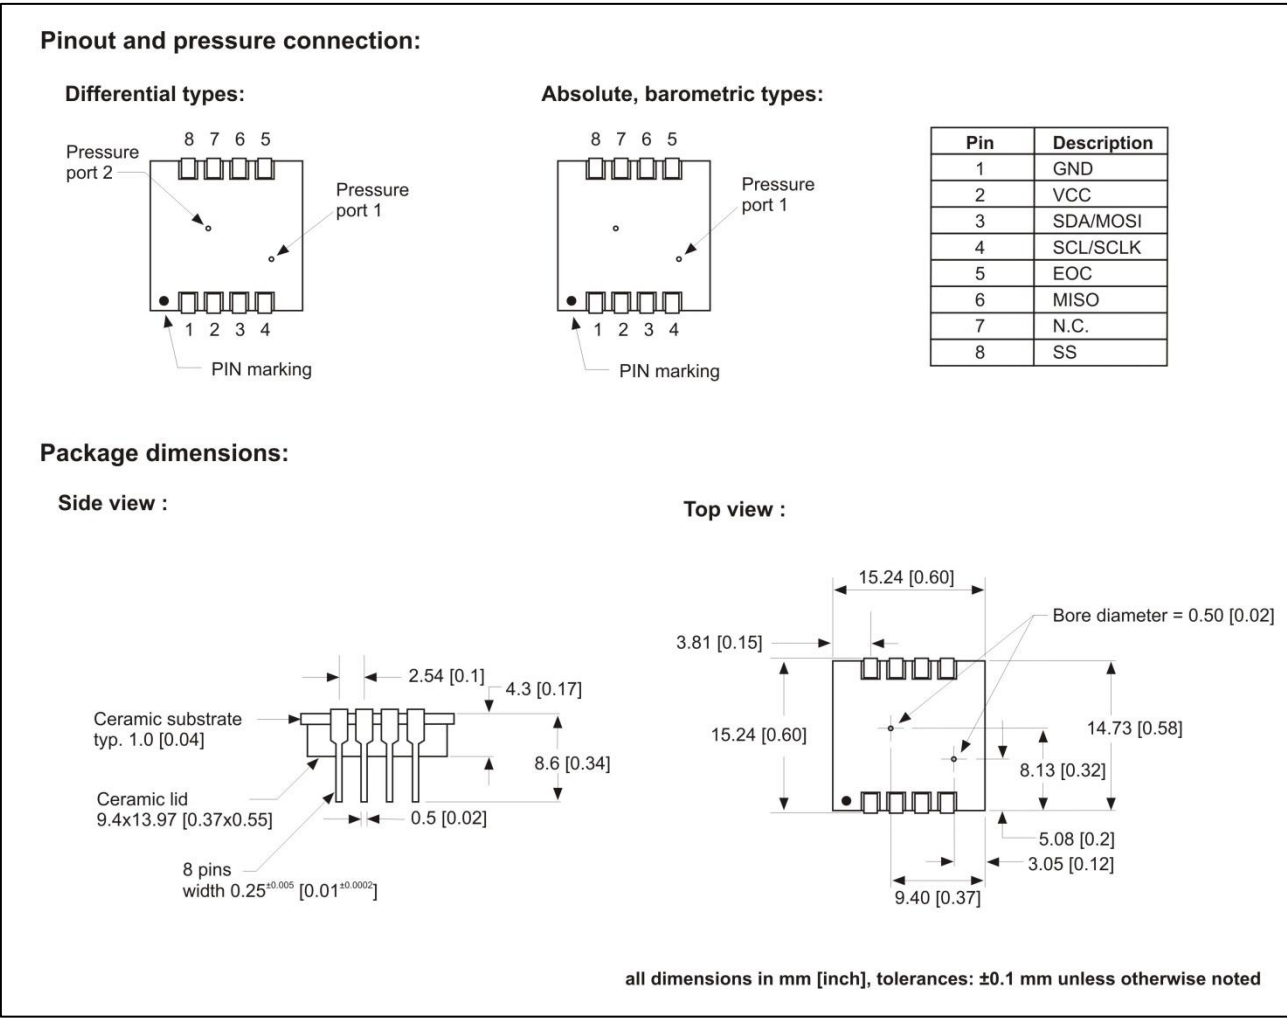 Pinout and pressure connection:
Differential types:
8 7 6 5
Pressure
port 2
Pressure
port 1
1 2 3 4
PIN marking
Absolute, barometric types:
8 7 6 5
Pressure
port 1
1 2 3 4
PIN marking
Pin Description
1 GND
2 VCC
3 SDA/MOSI
4 SCL/SCLK
5 EOC
6 MISO
7 N.C.
8 SS
Package dimensions:
Side view :
2.54 [0.1]
4.3 [0.17]
Ceramic substrate
typ. 1.0 [0.04]
8.6 [0.34]
Ceramic lid
9.4x13.97 [0.37x0.55]
0.5 [0.02]
8 pins
width 0.25±0.005 [0.01±0.0002]
Top view :
15.24 [0.60]
Bore diameter = 0.50 [0.02]
3.81 [0.15]
15.24 [0.60]
14.73 [0.58]
8.13 [0.32]
5.08 [0.2]
3.05 [0.12]
9.40 [0.37]
all dimensions in mm [inch], tolerances: ±0.1 mm unless otherwise noted